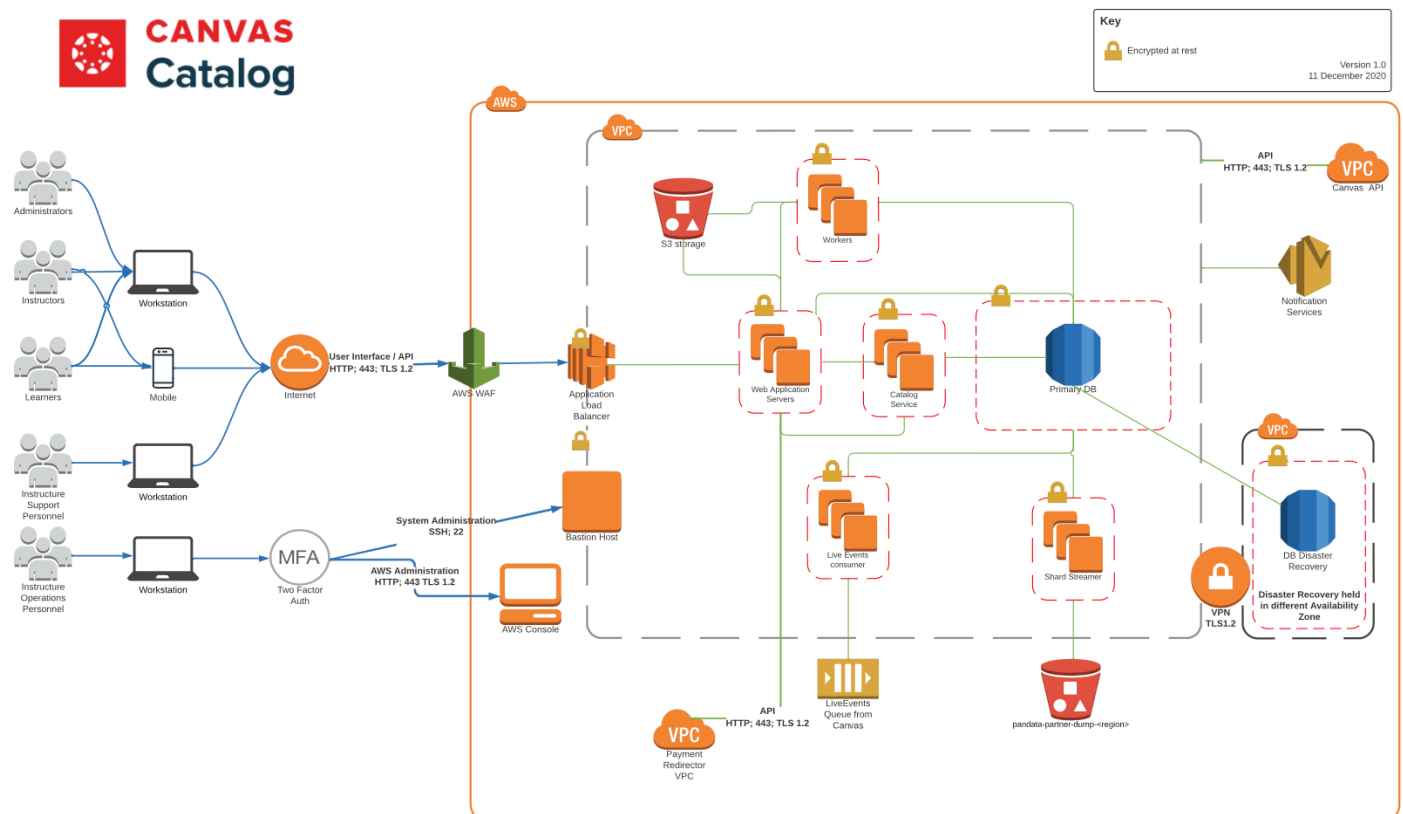 CANVAS
Catalog
Key
Encrypted at rest
Version 1.0
11 December 2020
AWS
VPC
API
HTTP; 443; TLS 1.2
VPC
Canvas API
Administrators
Instructors
Learners
Instructure
Support
Personnel
Instructure
Operations
Personnel
Workstation
Mobile
Workstation
Workstation
Internet
MFA
Two Factor
Auth
User Interface / API
HTTP; 443; TLS 1.2
System Administration
SSH; 22
AWS Administration
HTTP; 443 TLS 1.2
AWS WAF
Application
Load
Balancer
Bastion Host
AWS Console
S3 storage
Workers
Web Application
Servers
Catalog
Service
Primary DB
Notification
Services
Live Events
consumer
Shard Streamer
VPC
DB Disaster
Recovery
Disaster Recovery held
in different Availability
Zone
VPN
TLS1.2
API
HTTP; 443; TLS 1.2
VPC
Payment
Redirector
VPC
LiveEvents
Queue from
Canvas
pandata-partner-dump-<region>